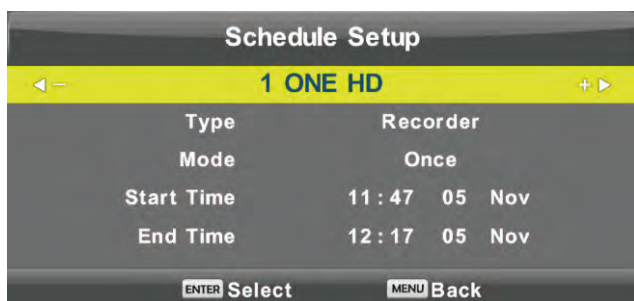 Schedule Setup
1 ONE HD
Type Recorder
Mode Once
Start Time 11:47 05 Nov
End Time 12:17 05 Nov
ENTER Select MENU Back